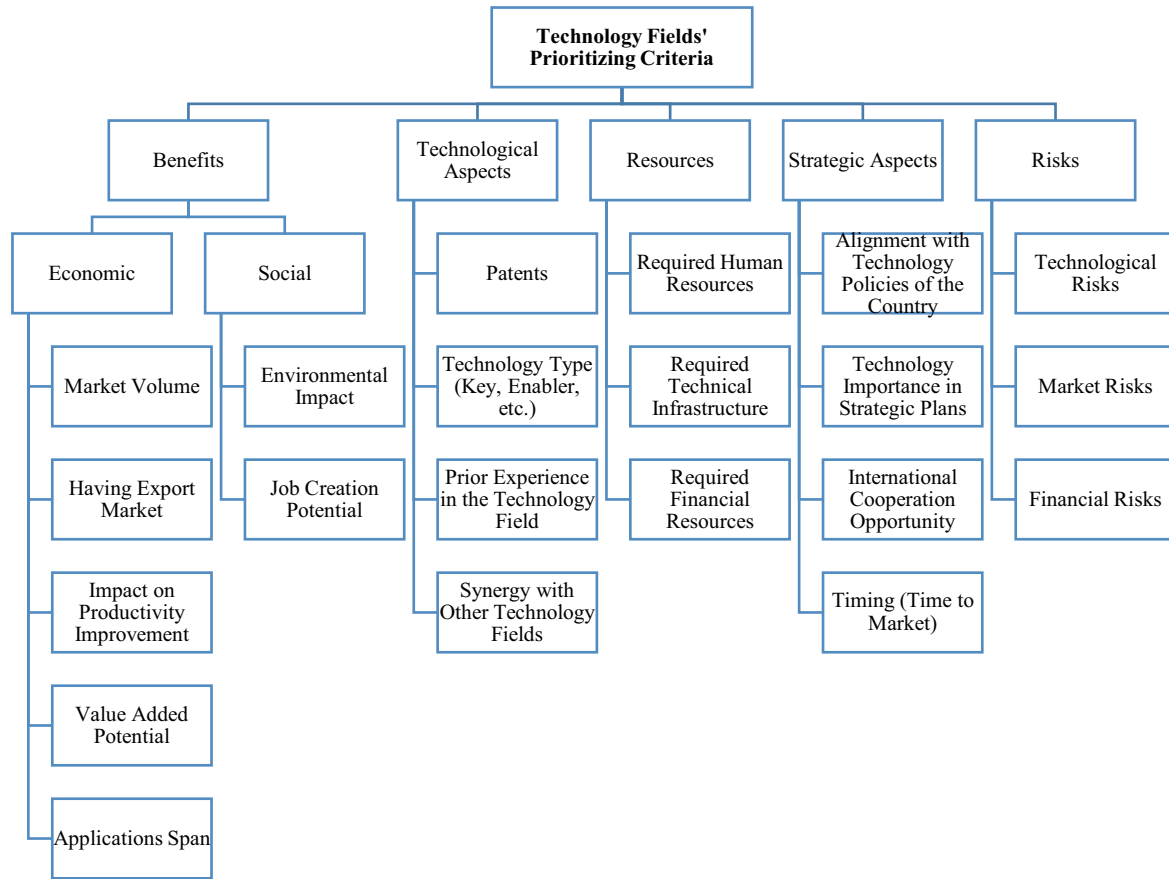 Technology Fields'
Prioritizing Criteria
Benefits
Technological
Aspects
Resources
Strategic Aspects
Risks
Economic
Social
Patents
Required Human
Resources
Alignment with
Technology
Policies of the
Country
Technological
Risks
Market Volume
Environmental
Impact
Technology Type
(Key, Enabler,
etc.)
Required
Technical
Infrastructure
Technology
Importance in
Strategic Plans
Market Risks
Having Export
Market
Job Creation
Potential
Prior Experience
in the Technology
Field
Required
Financial
Resources
International
Cooperation
Opportunity
Financial Risks
Impact on
Productivity
Improvement
Synergy with
Other Technology
Fields
Timing (Time to
Market)
Value Added
Potential
Applications Span